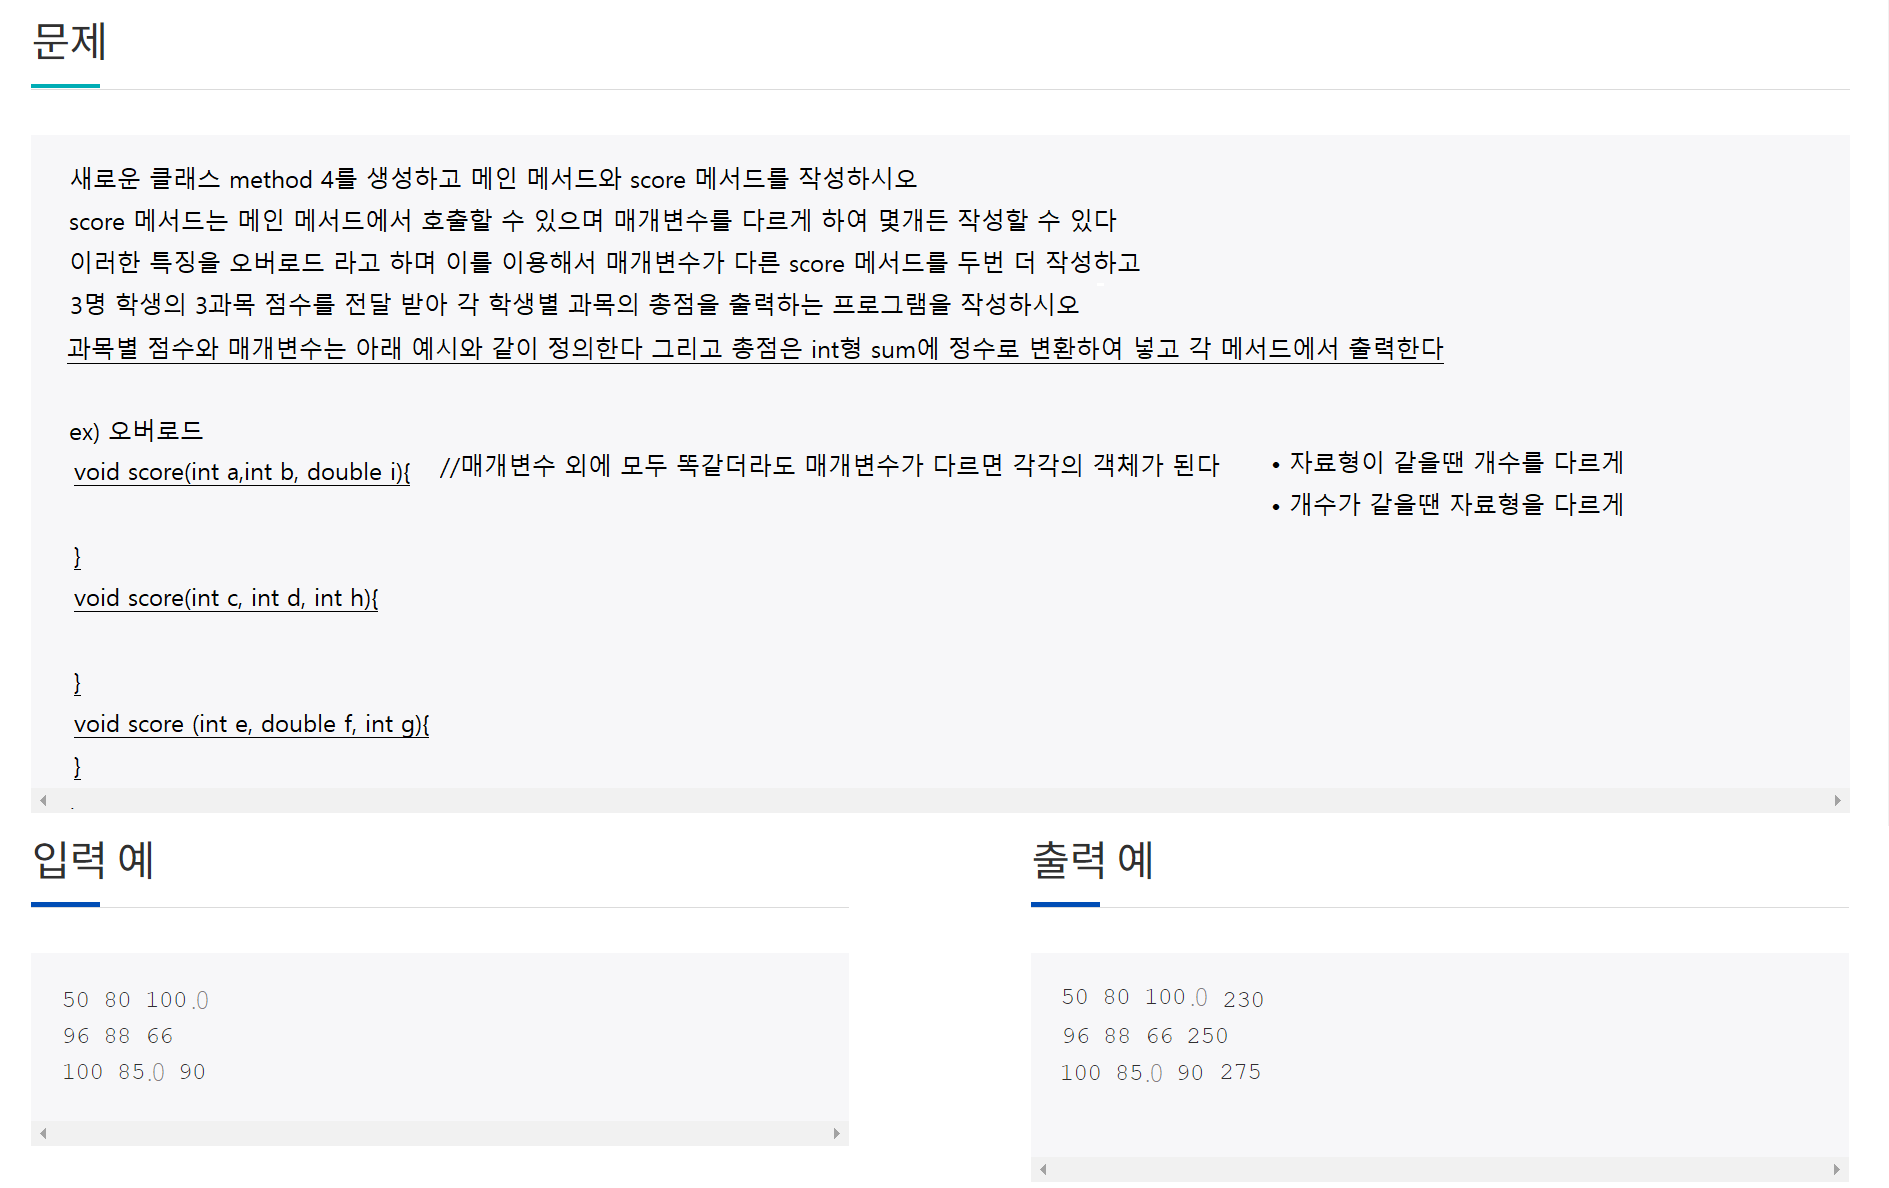 문제
새로운 클래스 method 4를 생성하고 메인 메서드와 score 메서드를 작성하시오
score 메서드는 메인 메서드에서 호출할 수 있으며 매개변수를 다르게 하여 몇개든 작성할 수 있다
이러한 특징을 오버로드 라고 하며 이를 이용해서 매개변수가 다른 score 메서드를 두번 더 작성하고
3명 학생의 3과목 점수를 전달 받아 각 학생별 과목의 총점을 출력하는 프로그램을 작성하시오
과목별 점수와 매개변수는 아래 예시와 같이 정의한다 그리고 총점은 int형 sum에 정수로 변환하여 넣고 각 메서드에서 출력한다
ex) 오버로드
void score(int a,int b, double i){ //매개변수 외에 모두 똑같더라도 매개변수가 다르면 각각의 객체가 된다
• 자료형이 같을땐 개수를 다르게
• 개수가 같을땐 자료형을 다르게
}
void score(int c, int d, int h){
}
void score (int e, double f, int g){
}
입력 예
50 80 100.0
96 88 66
100 85.0 90
출력 예
50 80 100.0 230
96 88 66 250
100 85.0 90 275